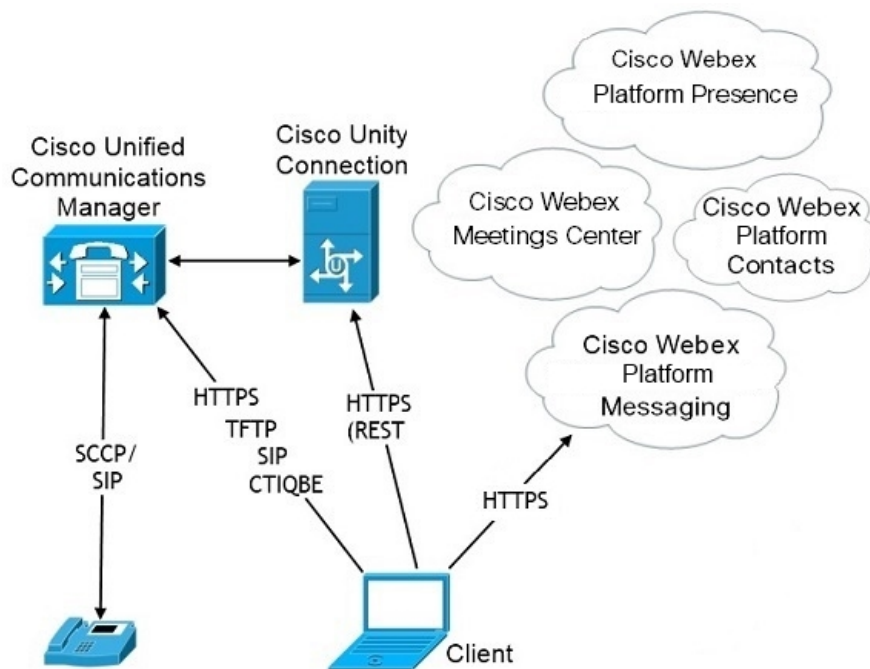 Cisco Webex
Platform Presence
Cisco Unified
Communications
Manager
Cisco Unity
Connection
Cisco Webex
Meetings Center
Cisco Webex
Platform
Contacts
U
Cisco Webex
Platform
Messaging
HTTPS
TFTP
SIP
CTIQBE
HTTPS
(REST
SCCP/
SIP
HTTPS
Client